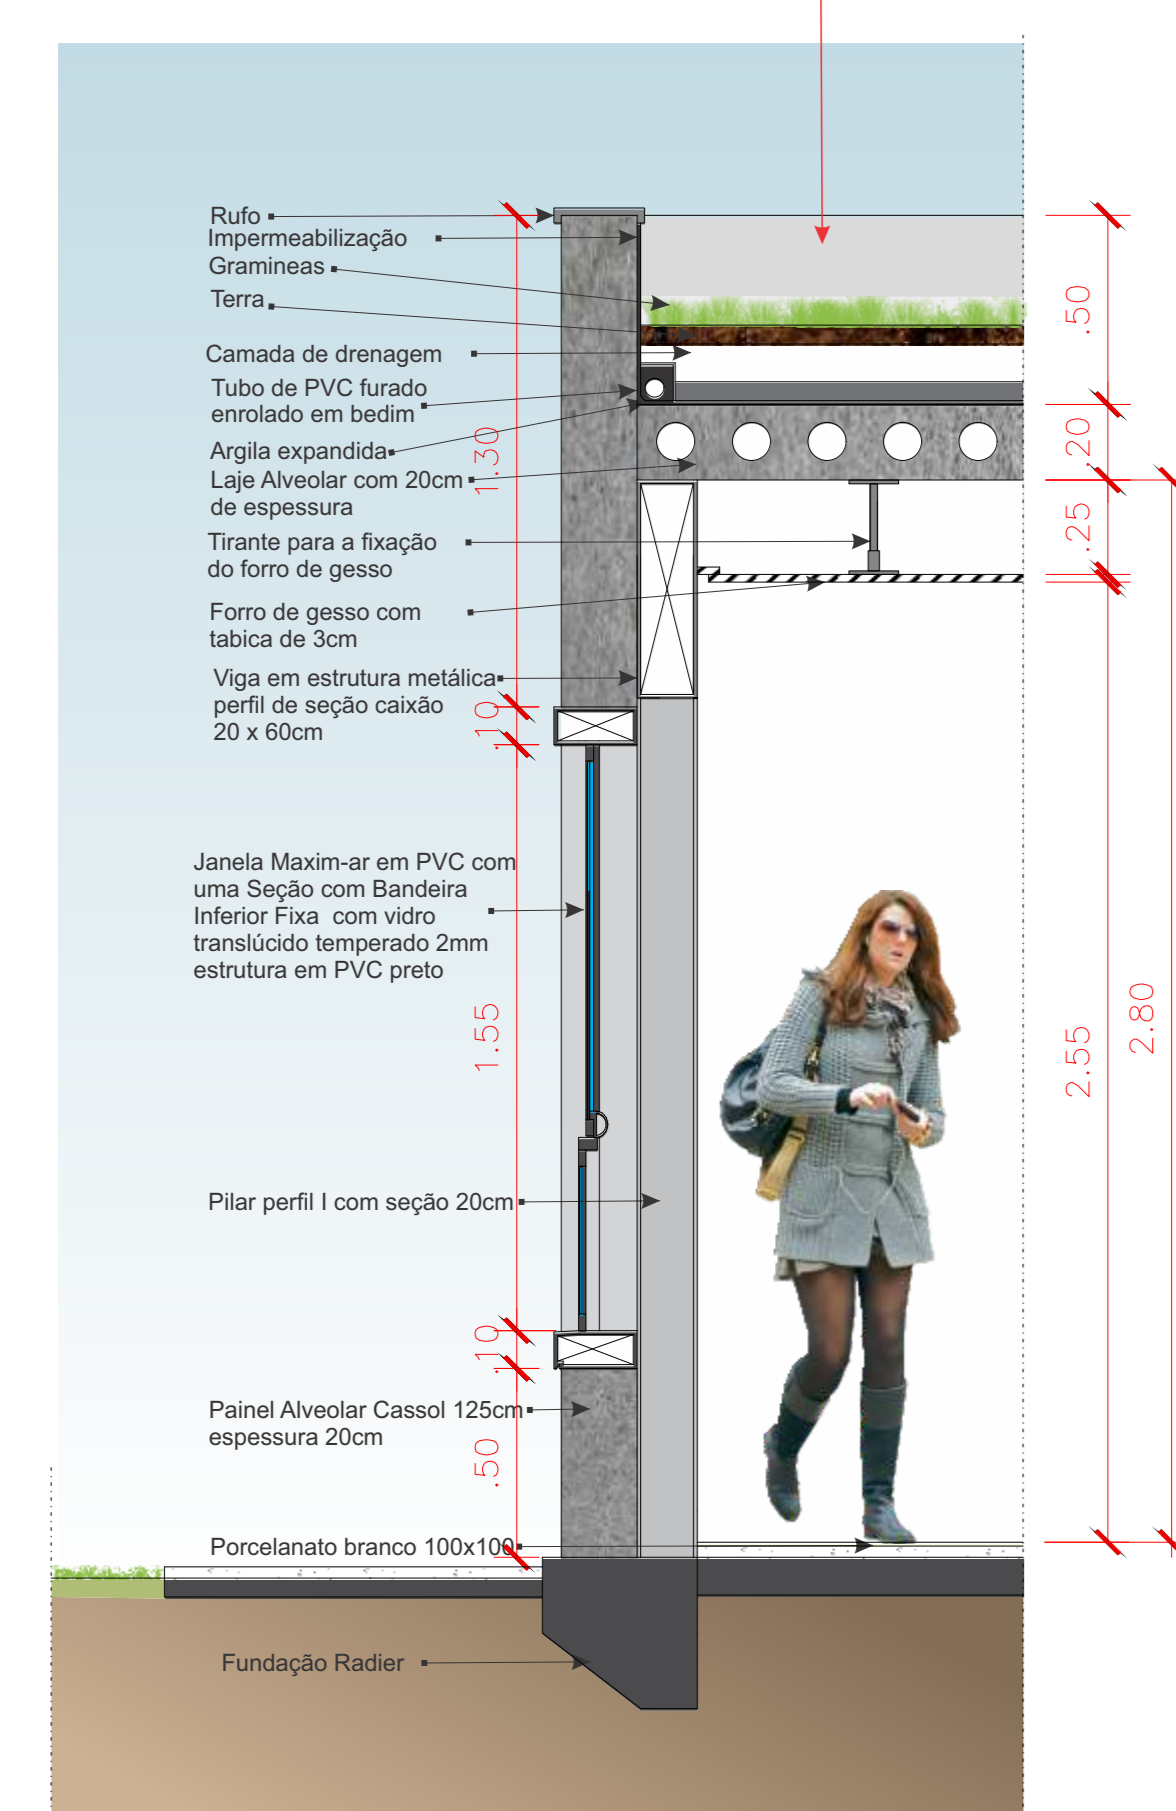 Rufo
Impermeabilização
Gramineas
Terra
Camada de drenagem
Tubo de PVC furado
enrolado em bedim
Argila expandida
Laje Alveolar com 20cm
de espessura
Tirante para a fixação
do forro de gesso
Forro de gesso com
tabica de 3cm
Viga em estrutura metálica
perfil de seção caixão
20 x 60cm
Janela Maxim-ar em PVC com
uma Seção com Bandeira
Inferior Fixa com vidro
translúcido temperado 2mm
estrutura em PVC preto
Pilar perfil I com seção 20cm
Painel Alveolar Cassol 125cm
espessura 20cm
Porcelanato branco 100x100
Fundação Radier
1.30
.10
1.55
.10
.50
.50
.20
.25
2.55
2.80